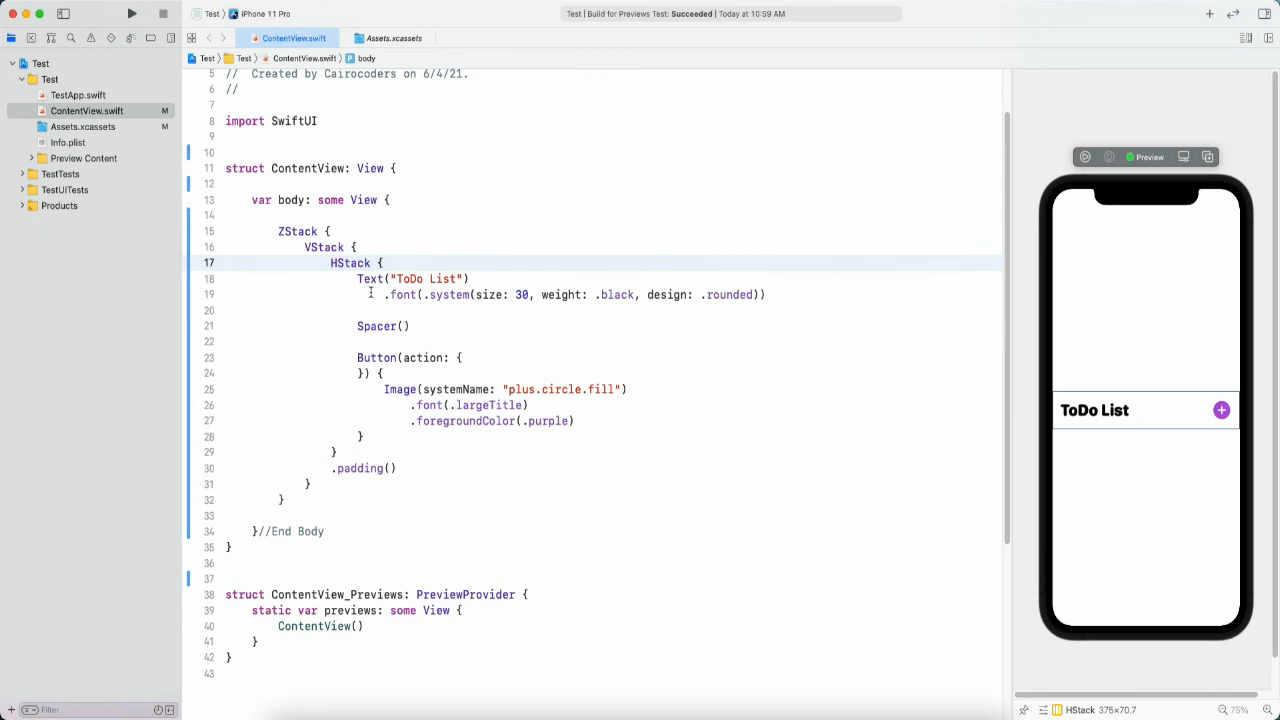 Test
iPhone 11 Pro
Test | Build for Previews Test: Succeeded | Today at 10:59 AM
ContentView.swift
Assets.xcassets
Test
Test
ContentView.swift
body
Test
Test
TestApp.swift
ContentView.swift M
Assets.xcassets M
Info.plist
Preview Content
TestTests
TestUITests
Products
Filter
5 // Created by Cairocoders on 6/4/21.
6 //
7
8 import SwiftUI
9
10
11 struct ContentView: View {
12
13 var body: some View {
14
15 ZStack {
16 VStack {
17 HStack {
18 Text("ToDo List")
19 .font(.system(size: 30, weight: .black, design: .rounded))
20
21 Spacer()
22
23 Button(action: {
24 }) {
25 Image(systemName: "plus.circle.fill")
26 .font(.largeTitle)
27 .foregroundColor(.purple)
28 }
29 }
30 .padding()
31 }
32 }
33
34 }//End Body
35 }
36
37
38 struct ContentView_Previews: PreviewProvider {
39 static var previews: some View {
40 ContentView()
41 }
42 }
43
Preview
ToDo List
HStack 375x70.7
75%